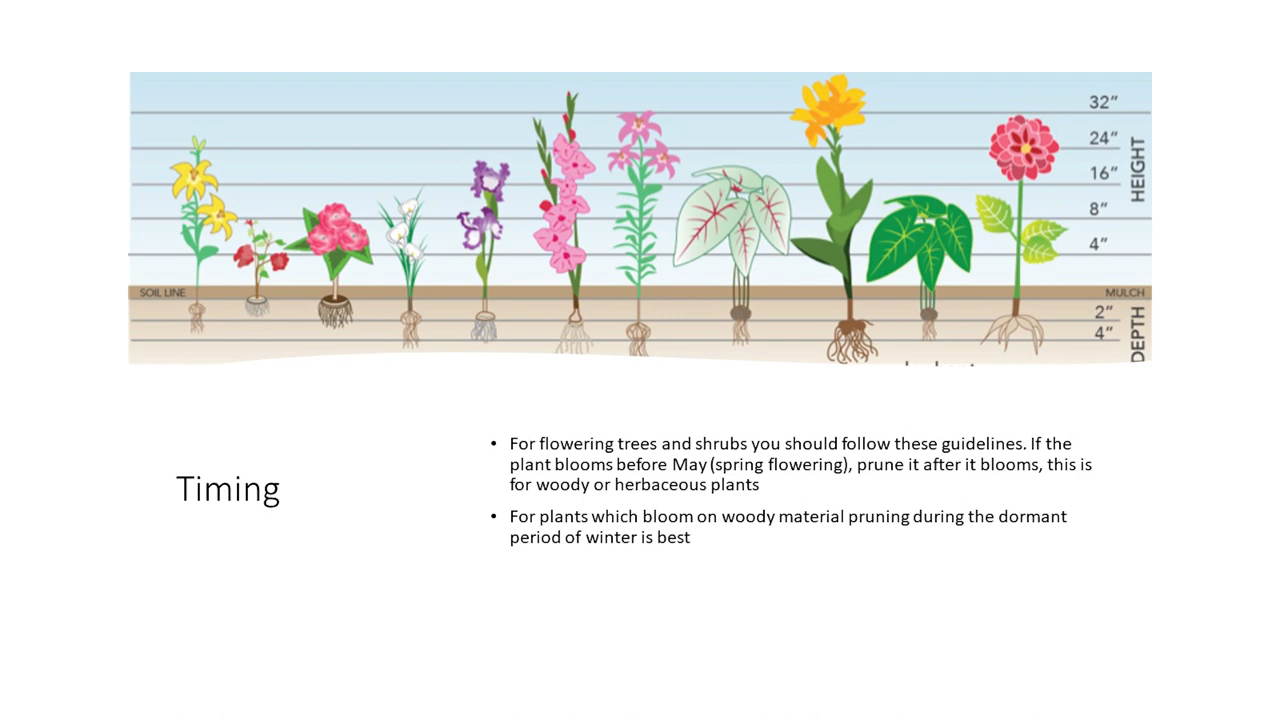 32”
24”
16”
8”
4”
HEIGHT
SOIL LINE
MULCH
2”
4”
DEPTH
Timing
• For flowering trees and shrubs you should follow these guidelines. If the
plant blooms before May (spring flowering), prune it after it blooms, this is
for woody or herbaceous plants
• For plants which bloom on woody material pruning during the dormant
period of winter is best